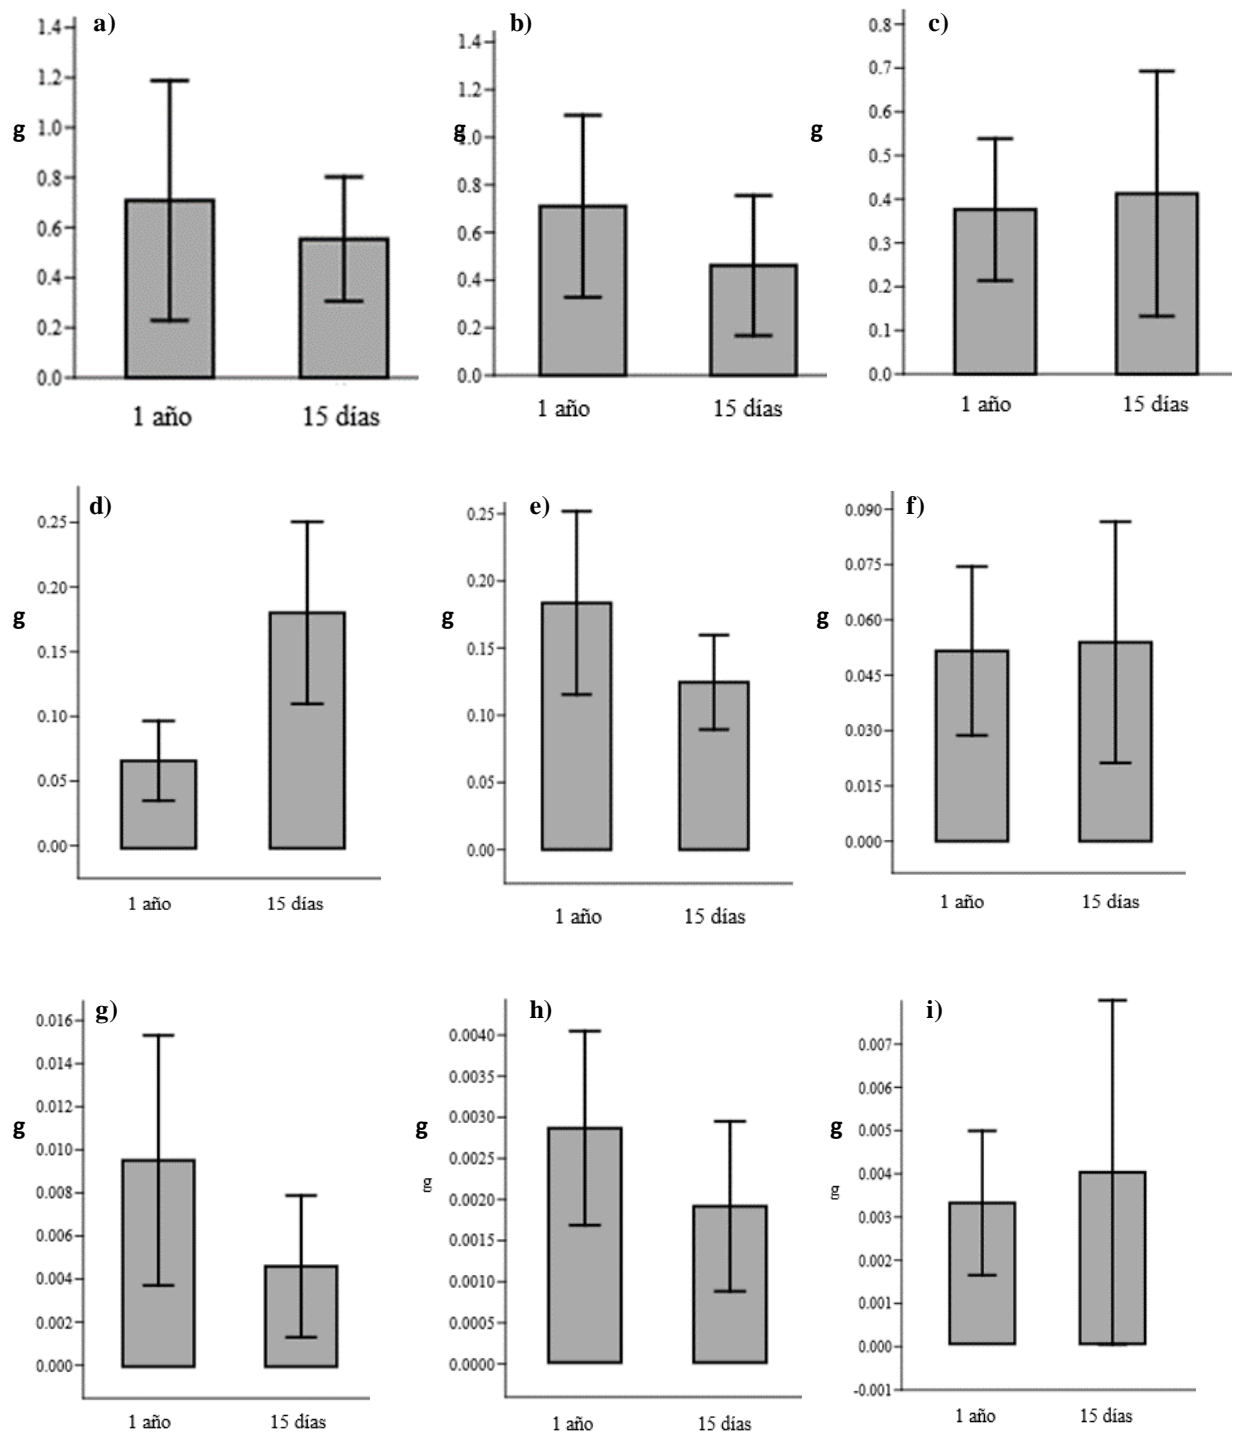 a)
1.4
1.2
1.0
0.8
0.6
0.4
0.2
0.0
g
1 año 15 días
b)
1.4
1.2
1.0
0.8
0.6
0.4
0.2
0.0
g
1 año 15 días
c)
0.8
0.7
0.6
0.5
0.4
0.3
0.2
0.1
0.0
g
1 año 15 días
d)
0.25
0.20
0.15
0.10
0.05
0.00
g
1 año 15 días
e)
0.25
0.20
0.15
0.10
0.05
0.00
g
1 año 15 días
f)
0.090
0.075
0.060
0.045
0.030
0.015
0.000
g
1 año 15 días
g)
0.016
0.014
0.012
0.010
0.008
0.006
0.004
0.002
0.000
g
1 año 15 días
h)
0.0040
0.0035
0.0030
0.0025
0.0020
0.0015
0.0010
0.0005
0.0000
g
g
1 año 15 días
i)
0.007
0.006
0.005
0.004
0.003
0.002
0.001
0.000
-0.001
g
g
1 año 15 días